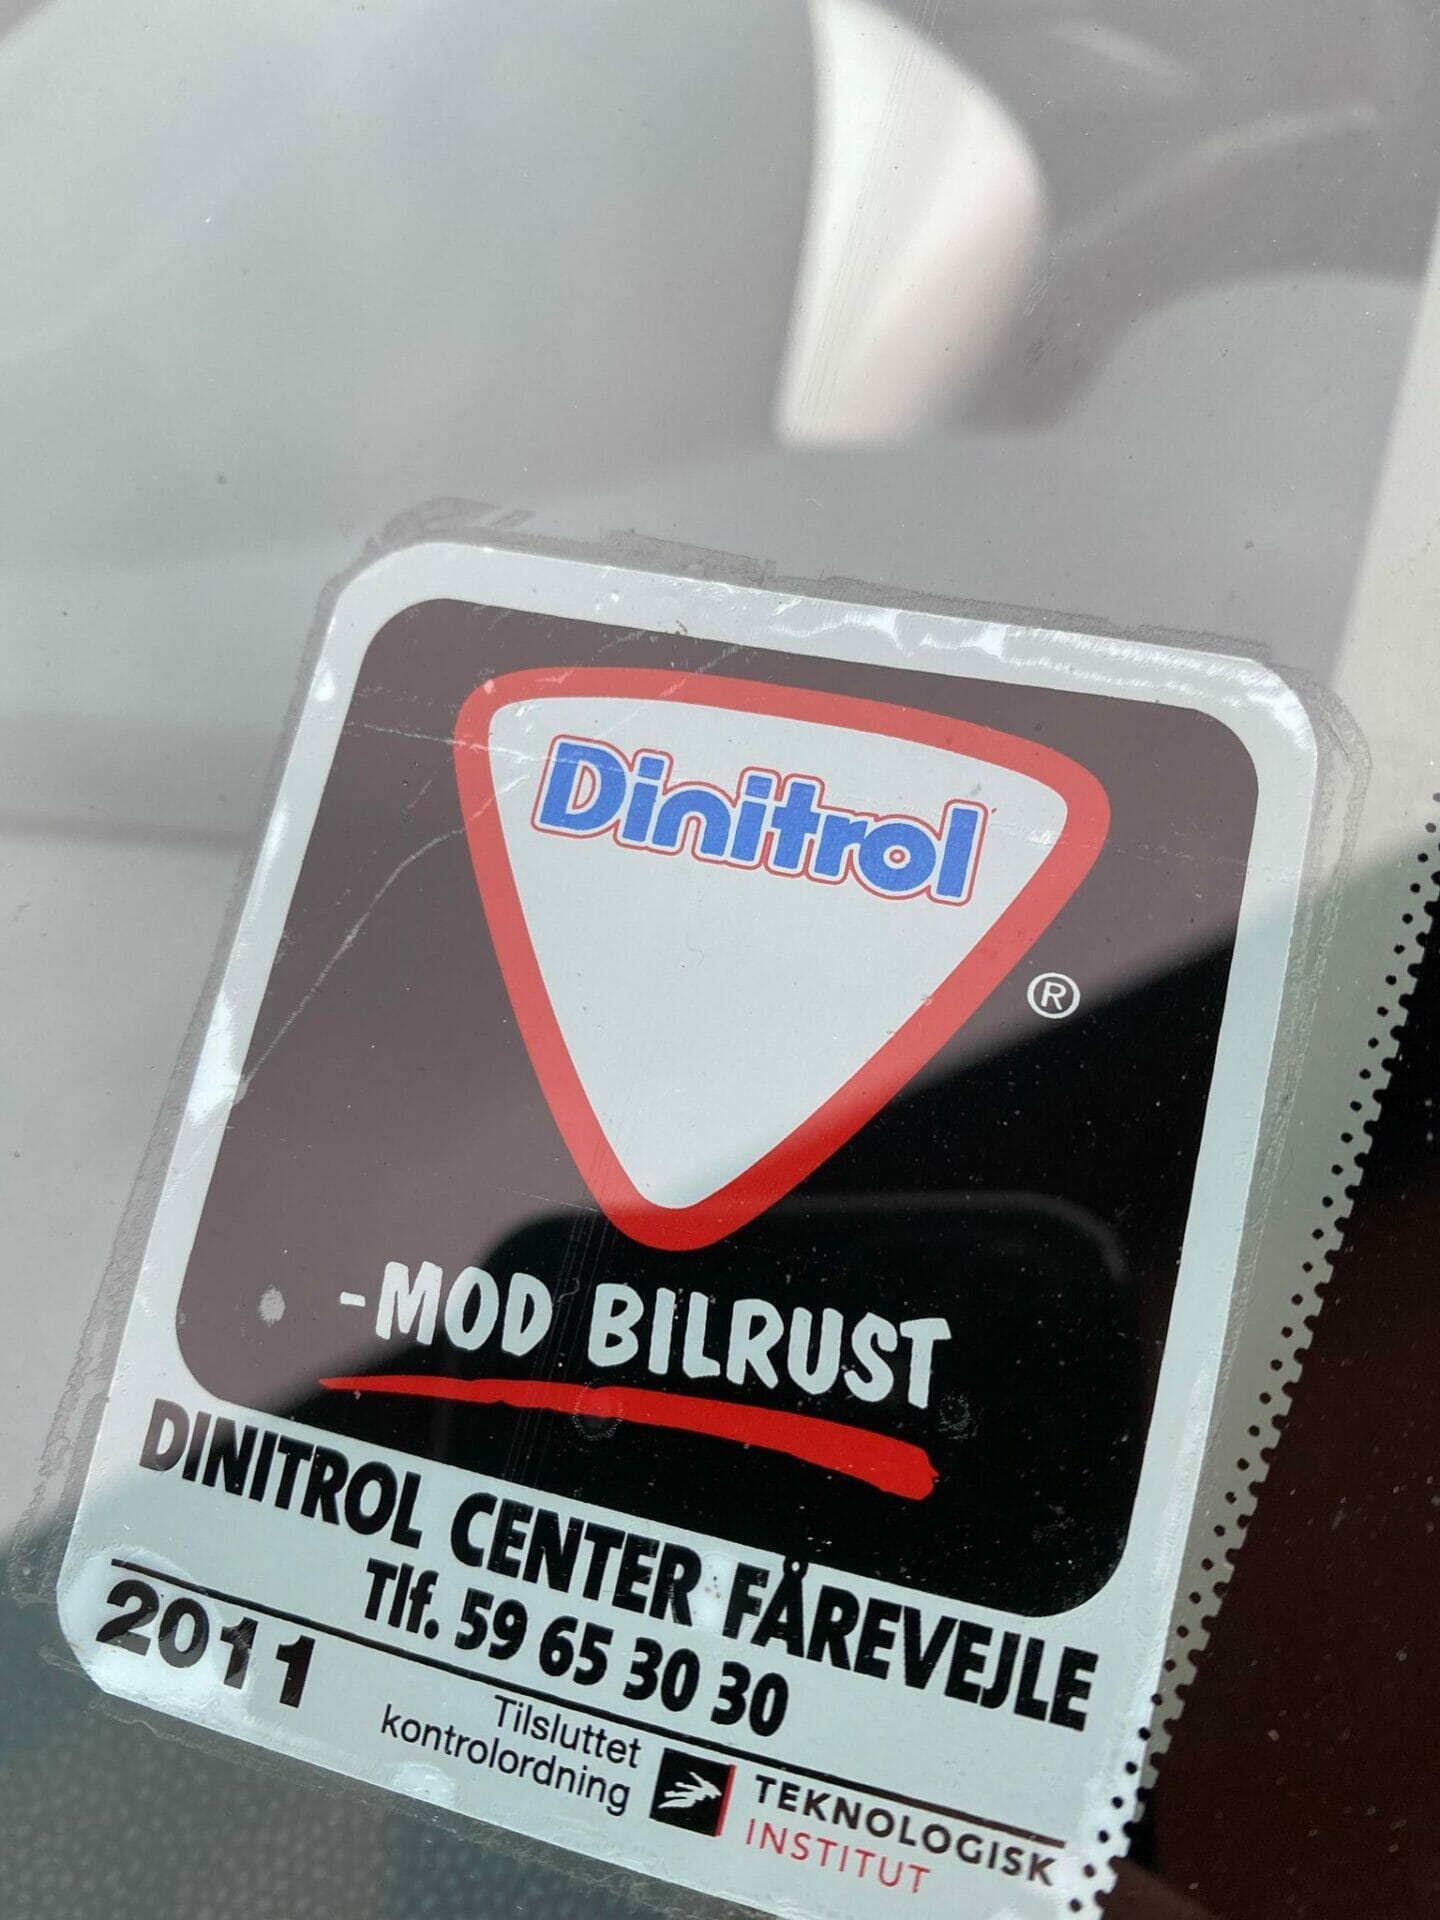 Dinitrol
®
-MOD BILRUST
DINITROL CENTER FÅREVEJLE
Tlf. 59 65 30 30
2011
Tilsluttet
kontrolordning
TEKNOLOGISK
INSTITUT